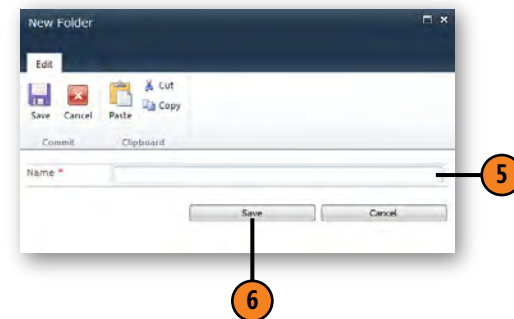 New Folder
Edit
Save
Cancel
Paste
Cut
Copy
Commit
Clipboard
Name *
5
Save
Cancel
6